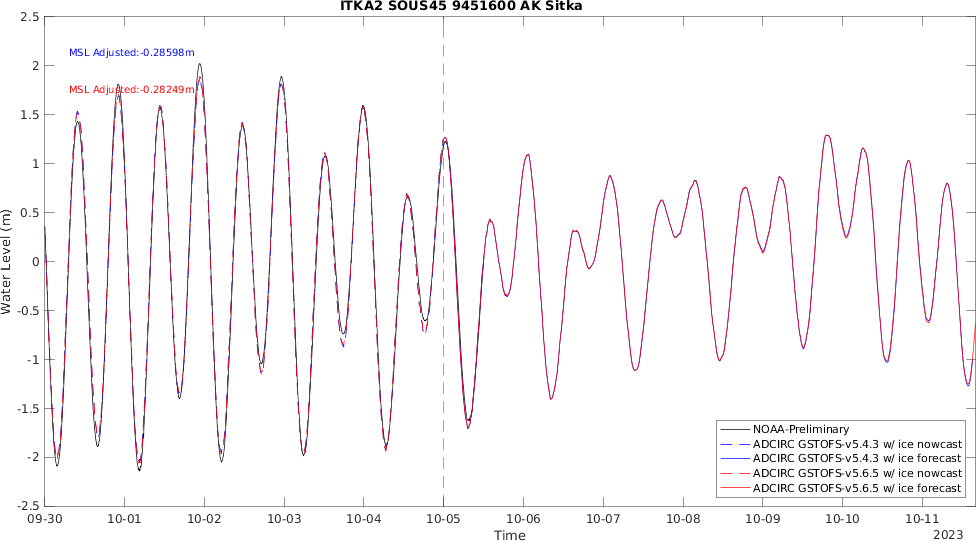 ITKA2 SOUS45 9451600 AK Sitka
2.5
2
1.5
1
0.5
0
-0.5
-1
-1.5
-2
-2.5
Water Level (m)
MSL Adjusted:-0.28598m
MSL Adjusted:-0.28249m
NOAA-Preliminary
ADCIRC GSTOFS-v5.4.3 w/ ice nowcast
ADCIRC GSTOFS-v5.4.3 w/ ice forecast
ADCIRC GSTOFS-v5.6.5 w/ ice nowcast
ADCIRC GSTOFS-v5.6.5 w/ ice forecast
09-30 10-01 10-02 10-03 10-04 10-05 10-06 10-07 10-08 10-09 10-10 10-11
Time
2023